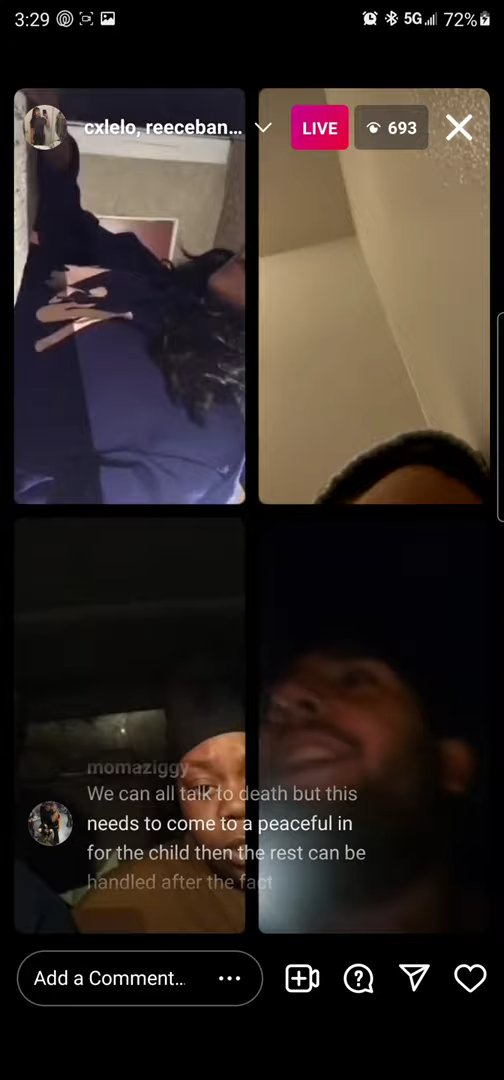 3:29
5G
72%
cxlelo, reeceban...
LIVE
693
momaziggy
We can all talk to death but this
needs to come to a peaceful in
for the child then the rest can be
handled after the fact
Add a Comment...